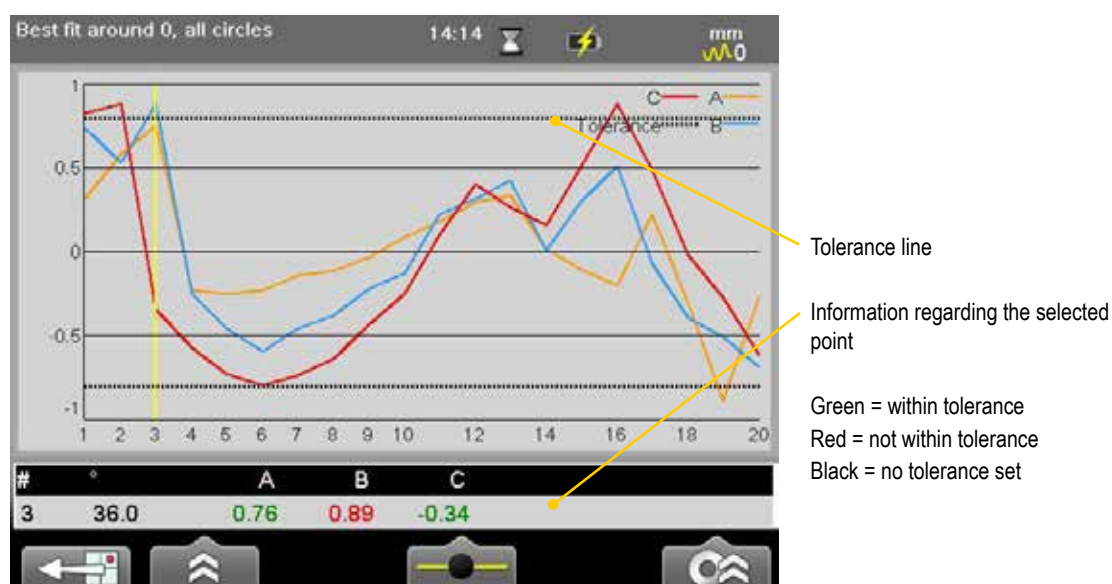 Best fit around 0, all circles 14:14 mm
0
1
C A
Tolerance B
0.5
0
-0.5
-1
1 2 3 4 5 6 7 8 9 10 12 14 16 18 20
# ° A B C
3 36.0 0.76 0.89 -0.34
Tolerance line
Information regarding the selected
point
Green = within tolerance
Red = not within tolerance
Black = no tolerance set